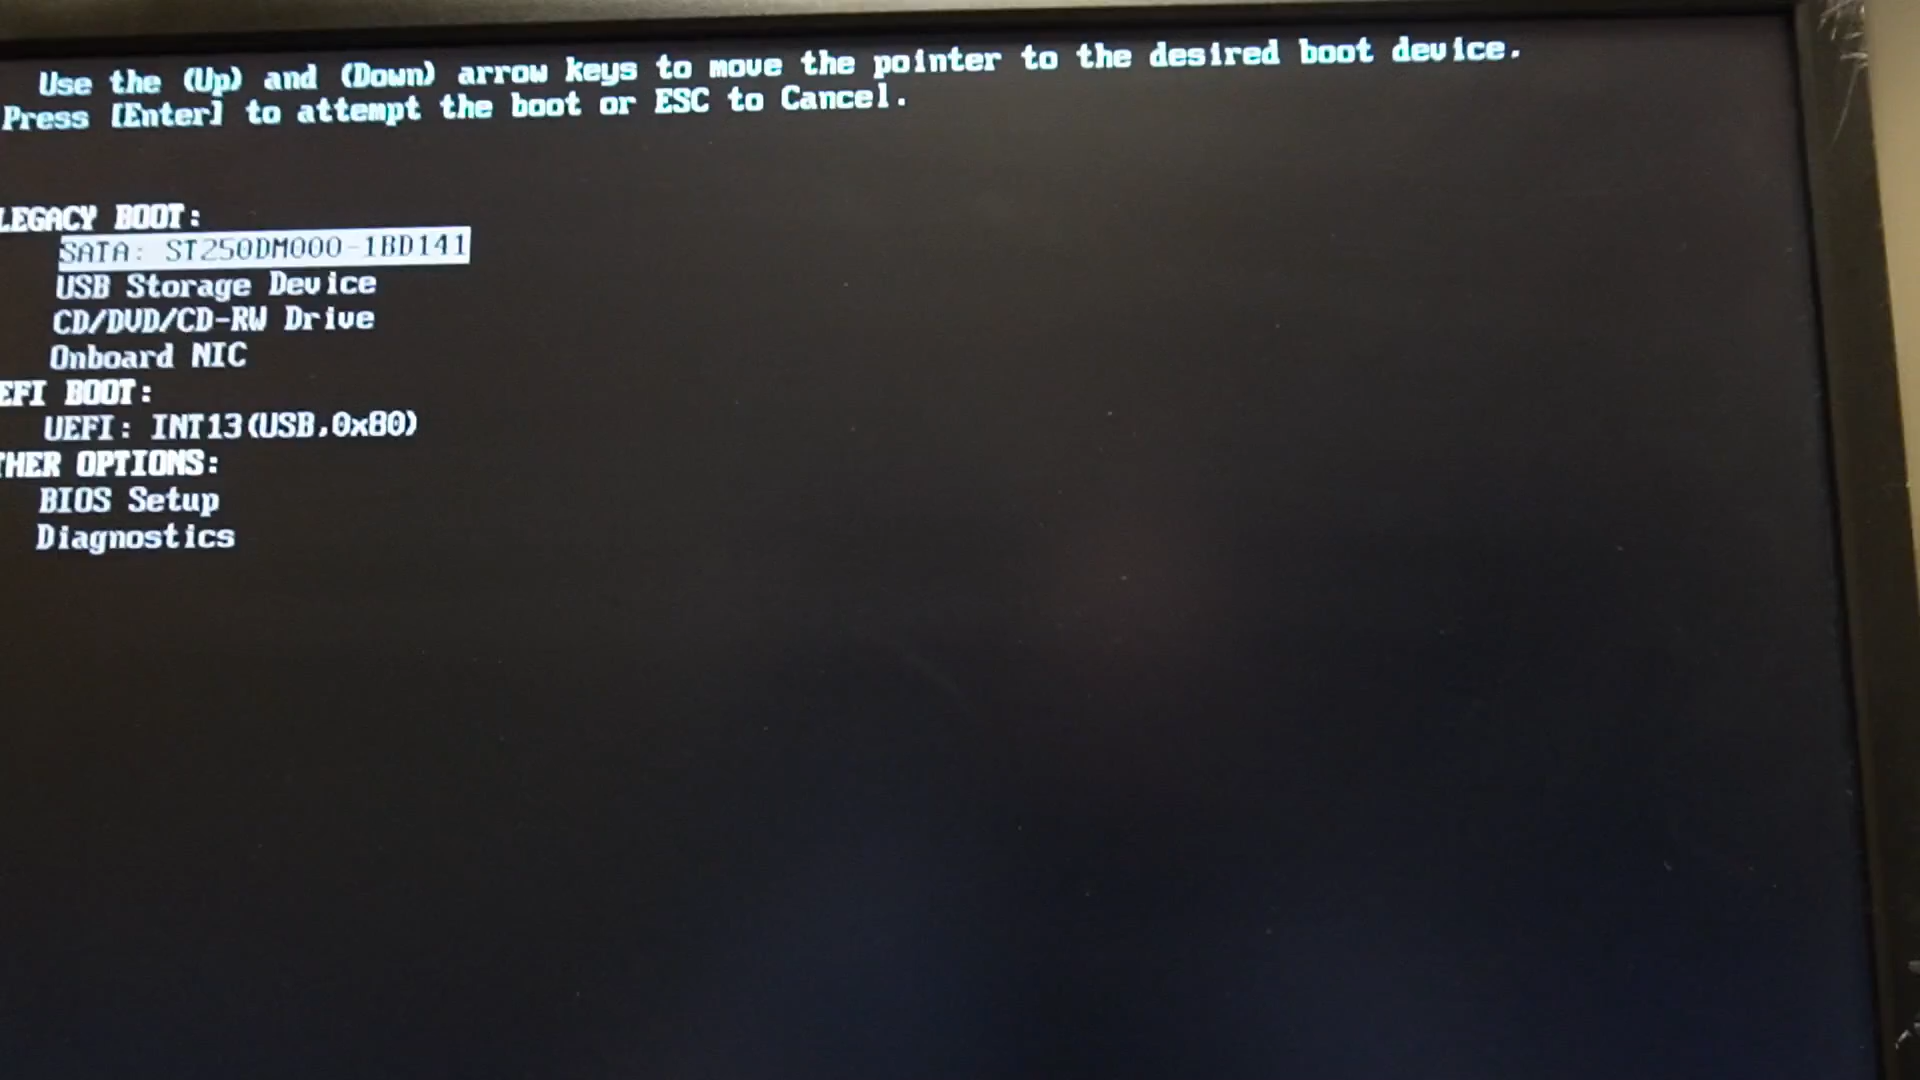 Use the (Up) and (Down) arrow keys to move the pointer to the desired boot device.
Press [Enter] to attempt the boot or ESC to Cancel.
LEGACY BOOT:
SATA: ST250DM000-1BD141
USB Storage Device
CD/DVD/CD-RW Drive
Onboard NIC
EFI BOOT:
UEFI: INT13(USB,0x80)
THER OPTIONS:
BIOS Setup
Diagnostics